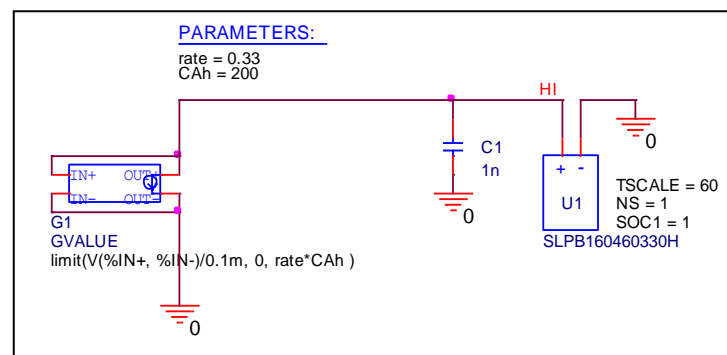 PARAMETERS:
rate = 0.33
CAh = 200
HI
0
C1
1n
0
IN+ OUT+
IN- OUT-
+ -
U1
TSCALE = 60
NS = 1
SOC1 = 1
SLPB160460330H
G1
GVALUE
limit(V(%IN+, %IN-)/0.1m, 0, rate*CAh )
0